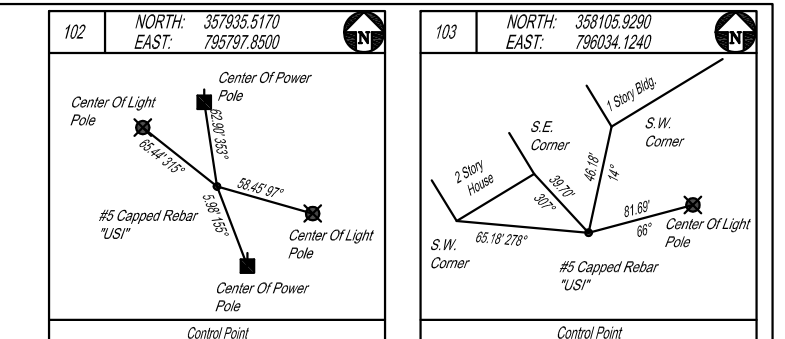 102
NORTH: 357935.5170
EAST: 795797.8500
N
Center Of Power
Pole
Center Of Light
Pole
62.90' 353°
65.44' 315°
58.45' 97°
5.98' 155°
#5 Capped Rebar
"USI"
Center Of Light
Pole
Center Of Power
Pole
Control Point
103
NORTH: 358105.9290
EAST: 796034.1240
N
1 Story Bldg.
S.W.
Corner
S.E.
Corner
2 Story
House
46.18'
14°
39.70'
307°
81.69'
66°
Center Of Light
Pole
65.18' 278°
S.W.
Corner
#5 Capped Rebar
"USI"
Control Point